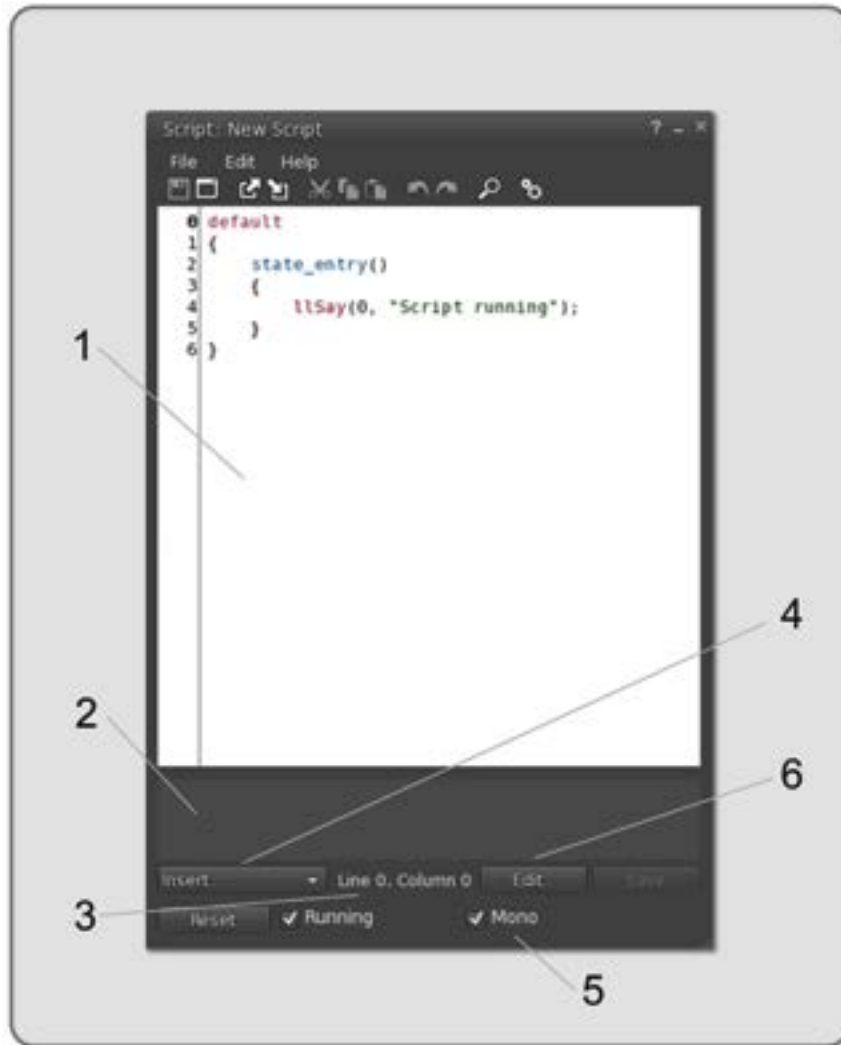 Script: New Script
File Edit Help
0 default
1 {
2 state_entry()
3 {
4 llSay(0, "Script running");
5 }
6 }
1
4
2
6
Insert Line 0, Column 0 Edit Save
3
Reset Running Mono
5